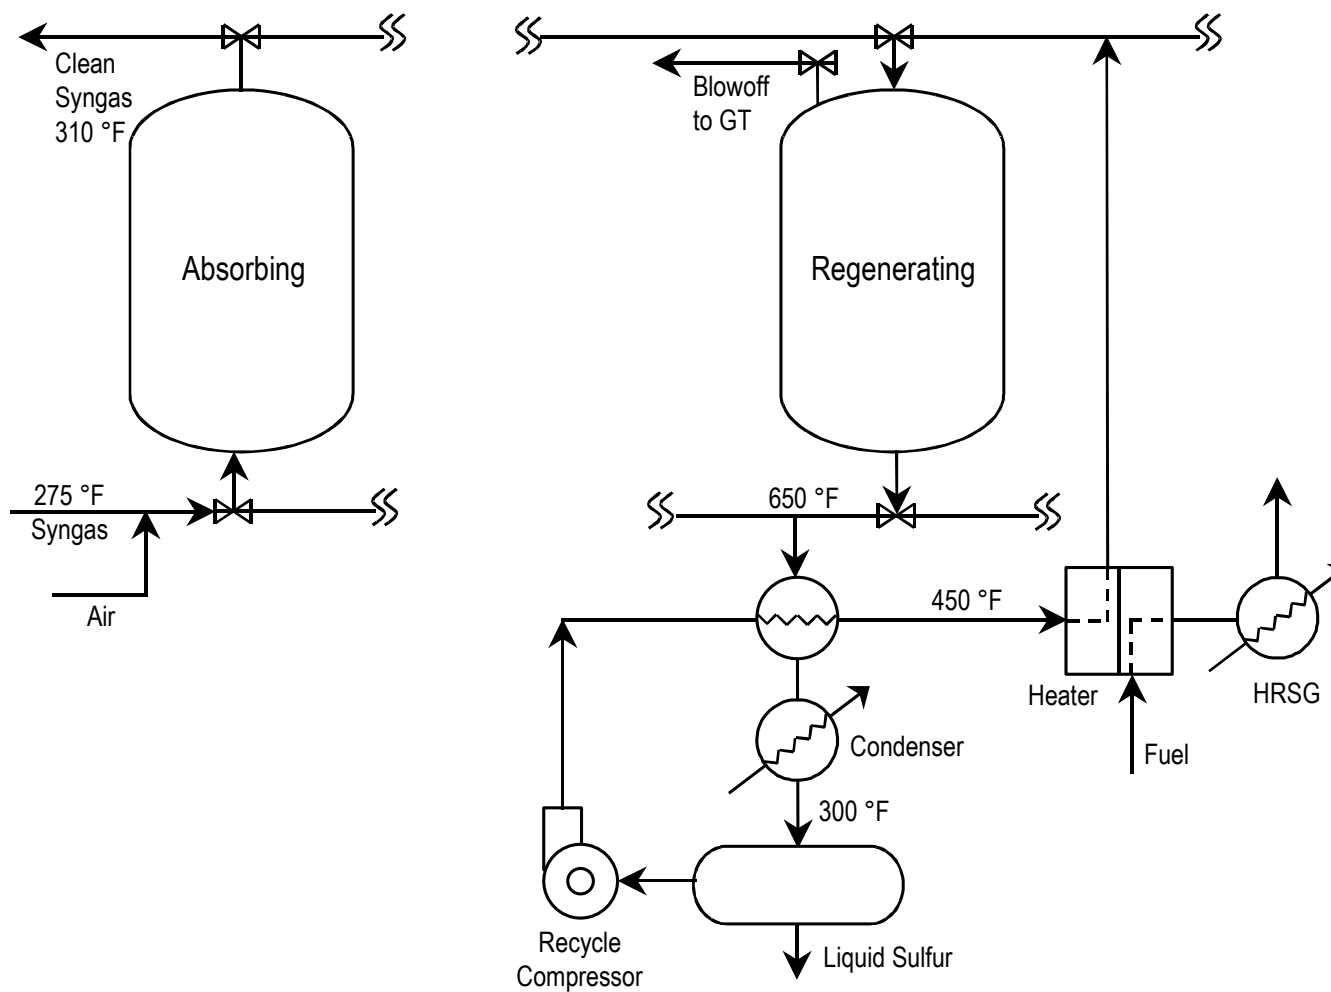 Clean
Syngas
310 °F
Blowoff
to GT
Absorbing
Regenerating
275 °F
Syngas
Air
650 °F
450 °F
Heater
HRSG
Fuel
Condenser
300 °F
Recycle
Compressor
Liquid Sulfur